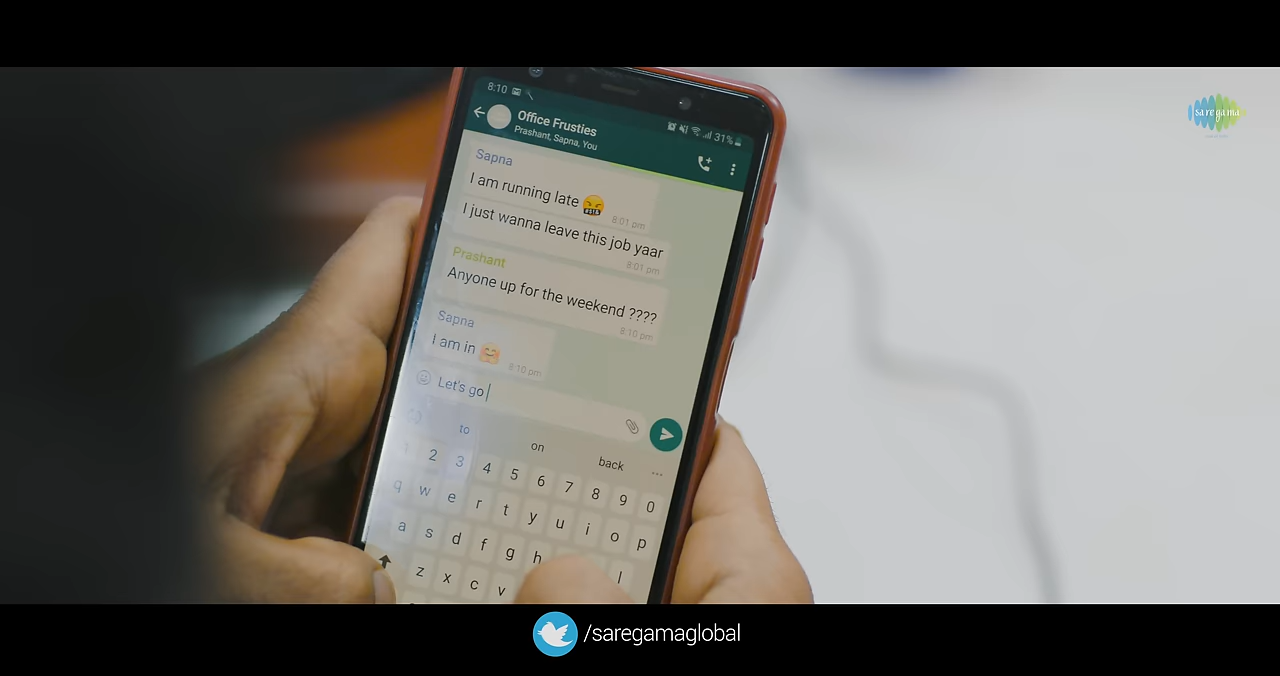 saregama
8:10
31%
Office Frusties
Prashant, Sapna, You
Sapna
I am running late 🤬
8:01 pm
I just wanna leave this job yaar
8:01 pm
Prashant
Anyone up for the weekend ????
8:10 pm
Sapna
I am in 🤗
8:10 pm
Let's go
to on back
1 2 3 4 5 6 7 8 9 0
q w e r t y u i o p
a s d f g h l
z x c v
/saregamaglobal